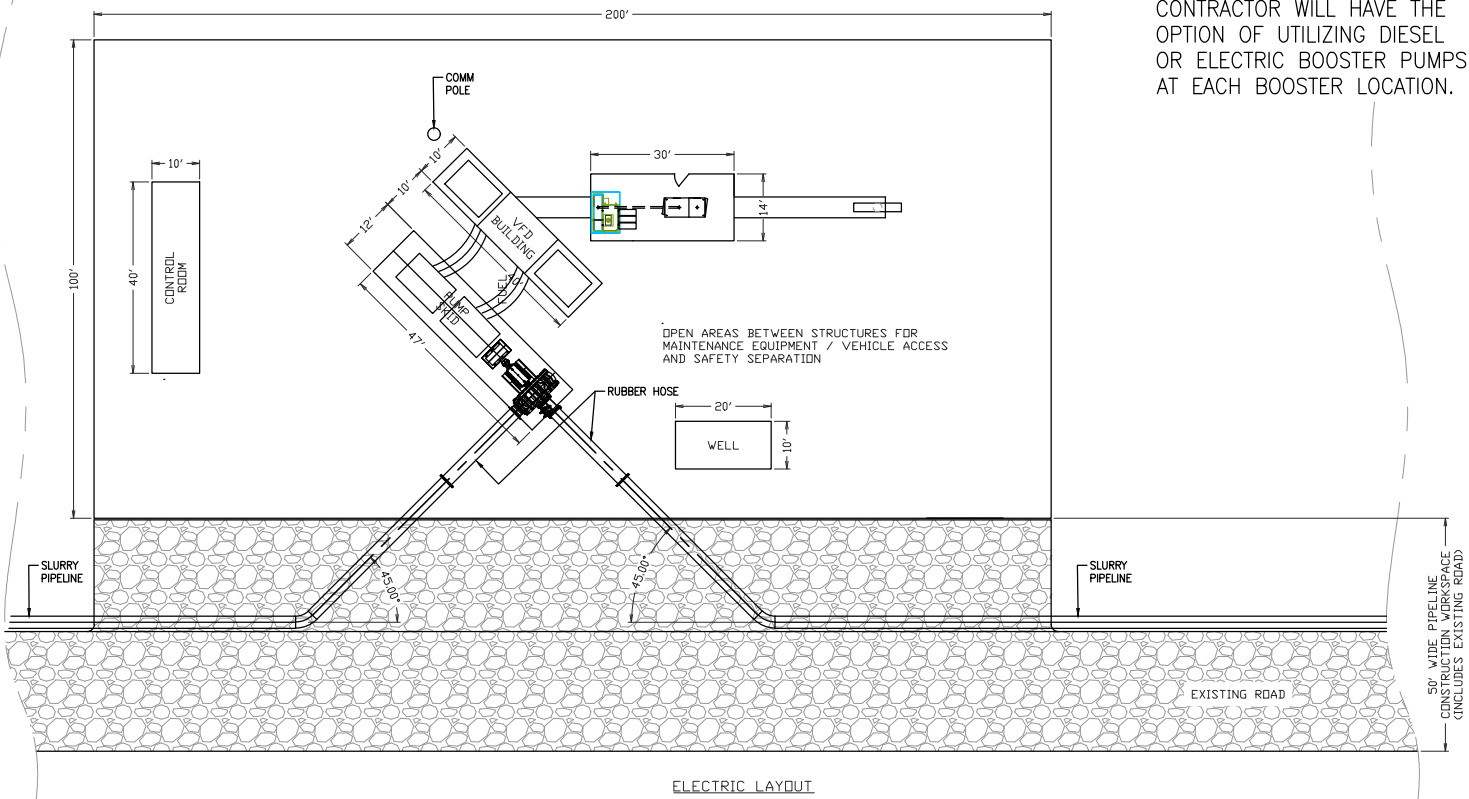 200'
CONTRACTOR WILL HAVE THE
OPTION OF UTILIZING DIESEL
OR ELECTRIC BOOSTER PUMPS
AT EACH BOOSTER LOCATION.
COMM
POLE
10'
10'
12'
10'
30'
14'
100'
40'
CONTROL
ROOM
VFD
BUILDING
40'
FUEL
PUMP
SKID
47'
OPEN AREAS BETWEEN STRUCTURES FOR
MAINTENANCE EQUIPMENT / VEHICLE ACCESS
AND SAFETY SEPARATION
RUBBER HOSE
20'
WELL
10'
SLURRY
PIPELINE
45.00°
45.00°
SLURRY
PIPELINE
50' WIDE PIPELINE
CONSTRUCTION WORKSPACE
(INCLUDES EXISTING ROAD)
EXISTING ROAD
ELECTRIC LAYOUT